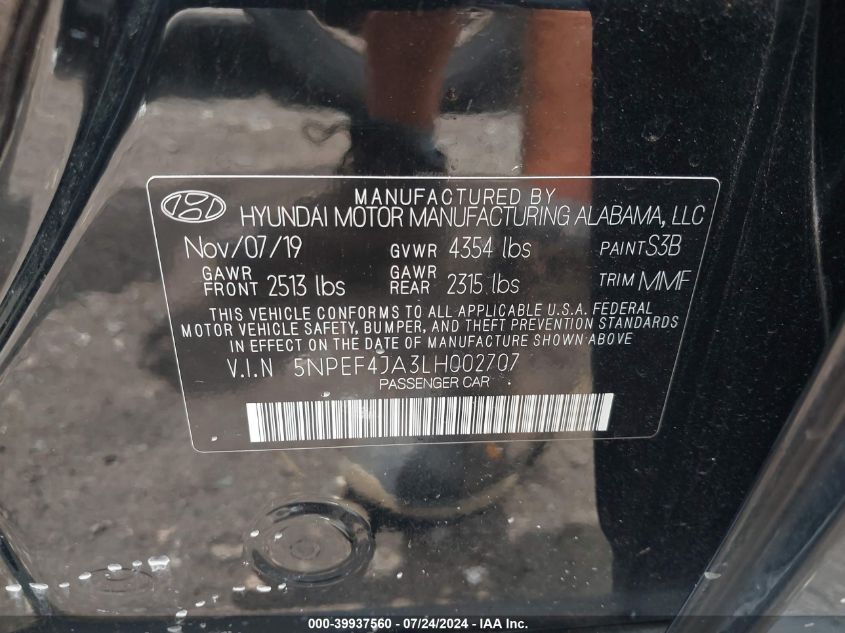 MANUFACTURED BY
HYUNDAI MOTOR MANUFACTURING ALABAMA, LLC
Nov/07/19 GVWR 4354 lbs PAINT S3B
GAWR FRONT 2513 lbs GAWR REAR 2315 lbs TRIM MMF
THIS VEHICLE CONFORMS TO ALL APPLICABLE U.S.A. FEDERAL
MOTOR VEHICLE SAFETY, BUMPER, AND THEFT PREVENTION STANDARDS
IN EFFECT ON THE DATE OF MANUFACTURE SHOWN ABOVE
V.I.N 5NPEF4JA3LH002707
PASSENGER CAR
000-39937560 - 07/24/2024 - IAA Inc.